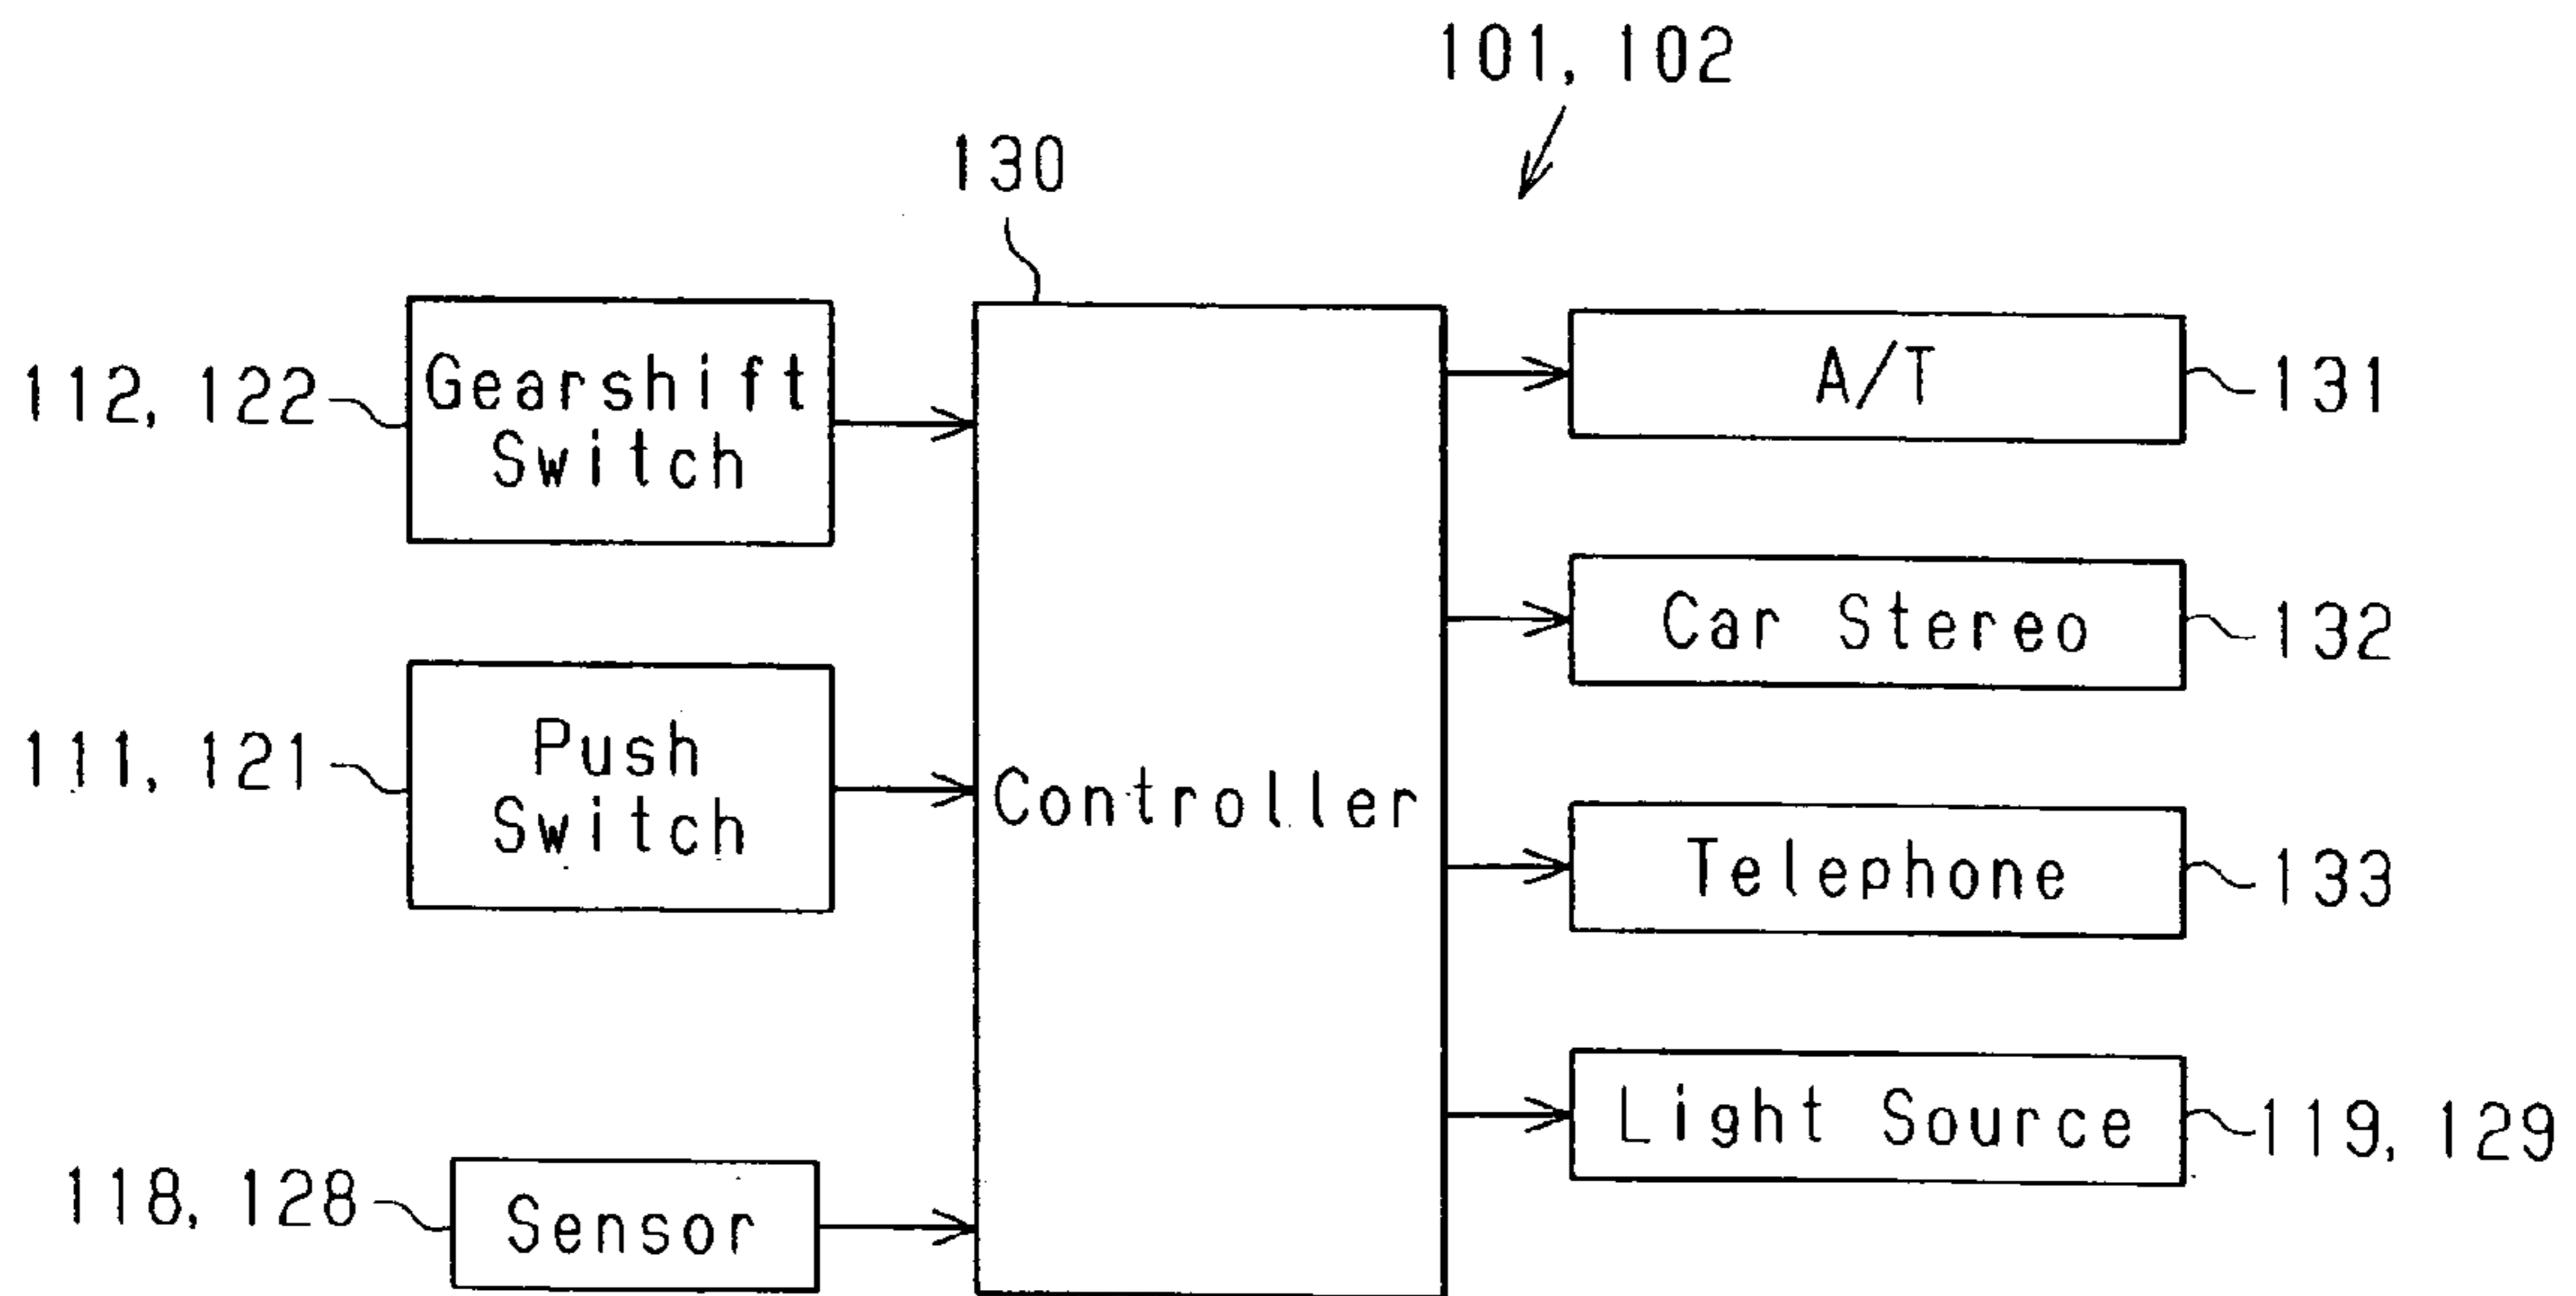 101, 102
130
112, 122
Gearshift
Switch
A/T
131
Car Stereo
132
111, 121
Push
Switch
Controller
Telephone
133
Light Source
119, 129
118, 128
Sensor